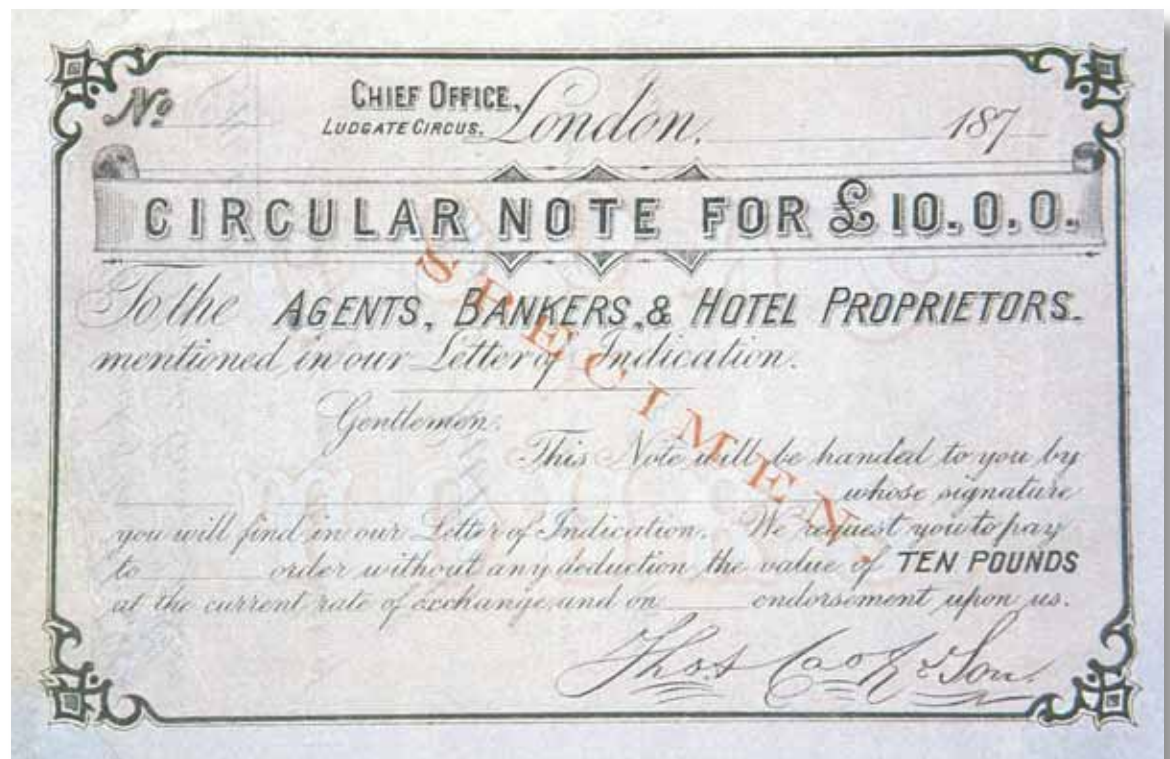 No
CHIEF OFFICE,
LUDGATE CIRCUS. London, 187
CIRCULAR NOTE FOR £10.0.0.
To the AGENTS, BANKERS, & HOTEL PROPRIETORS.
mentioned in our Letter of Indication.
Gentlemen.
This Note will be handed to you by
whose signature
you will find in our Letter of Indication. We request you to pay
to order without any deduction the value of TEN POUNDS
at the current rate of exchange and on endorsement upon us.
Thos Cook & Son.
SPECIMEN.